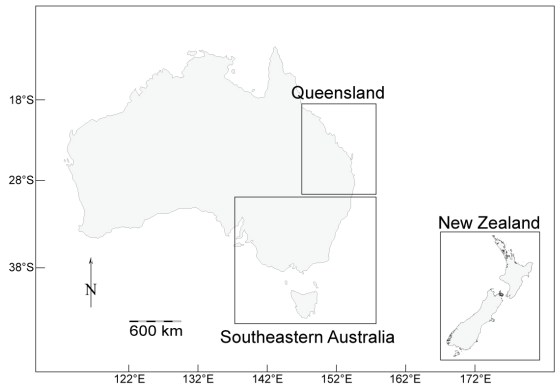 Queensland
18°S
28°S
New Zealand
38°S
N
600 km
Southeastern Australia
122°E 132°E 142°E 152°E 162°E 172°E